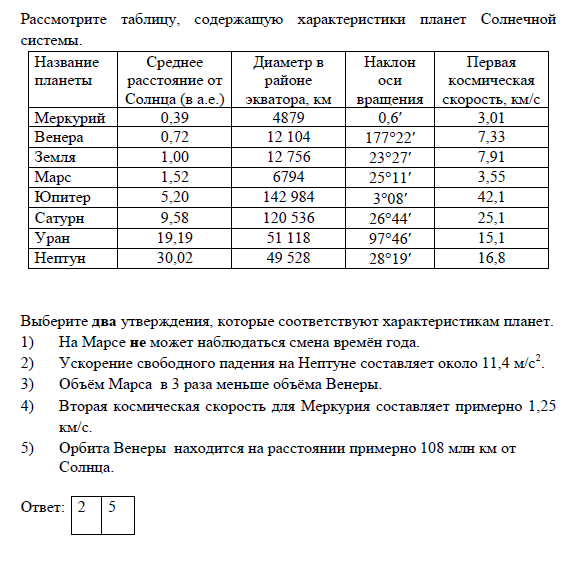 Рассмотрите таблицу, содержащую характеристики планет Солнечной
системы.
Название планеты | Среднее расстояние от Солнца (в а.е.) | Диаметр в районе экватора, км | Наклон оси вращения | Первая космическая скорость, км/с
Меркурий | 0,39 | 4879 | 0,6′ | 3,01
Венера | 0,72 | 12 104 | 177°22′ | 7,33
Земля | 1,00 | 12 756 | 23°27′ | 7,91
Марс | 1,52 | 6794 | 25°11′ | 3,55
Юпитер | 5,20 | 142 984 | 3°08′ | 42,1
Сатурн | 9,58 | 120 536 | 26°44′ | 25,1
Уран | 19,19 | 51 118 | 97°46′ | 15,1
Нептун | 30,02 | 49 528 | 28°19′ | 16,8
Выберите два утверждения, которые соответствуют характеристикам планет.
1) На Марсе не может наблюдаться смена времён года.
2) Ускорение свободного падения на Нептуне составляет около 11,4 м/с².
3) Объём Марса в 3 раза меньше объёма Венеры.
4) Вторая космическая скорость для Меркурия составляет примерно 1,25
км/с.
5) Орбита Венеры находится на расстоянии примерно 108 млн км от
Солнца.
Ответ: 2 5